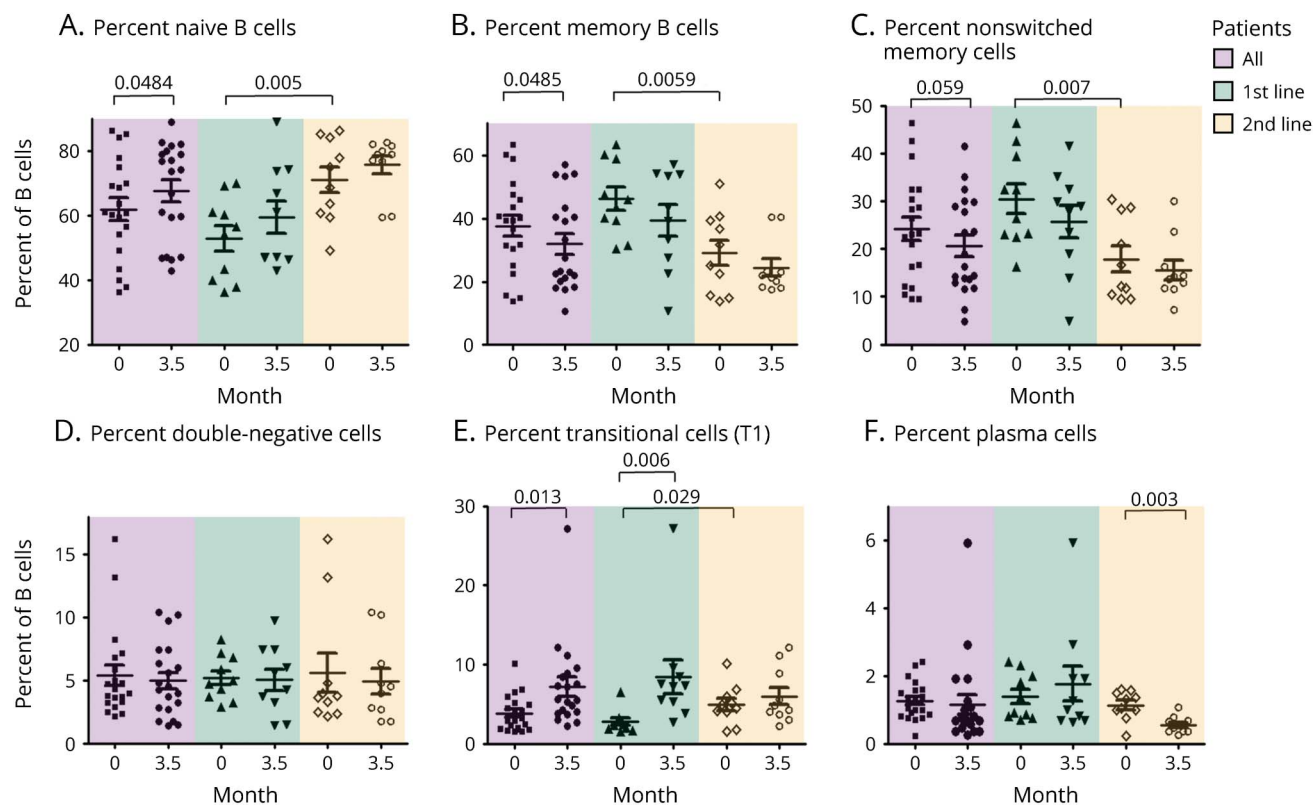 A. Percent naive B cells
0.0484
0.005
Percent of B cells
80
60
40
20
0 3.5 0 3.5 0 3.5
Month
B. Percent memory B cells
0.0485
0.0059
60
40
20
0
0 3.5 0 3.5 0 3.5
Month
C. Percent nonswitched
memory cells
0.059
0.007
50
40
30
20
10
0
0 3.5 0 3.5 0 3.5
Month
Patients
All
1st line
2nd line
D. Percent double-negative cells
Percent of B cells
15
10
5
0
0 3.5 0 3.5 0 3.5
Month
E. Percent transitional cells (T1)
0.006
0.013
0.029
30
20
10
0
0 3.5 0 3.5 0 3.5
Month
F. Percent plasma cells
0.003
6
4
2
0
0 3.5 0 3.5 0 3.5
Month